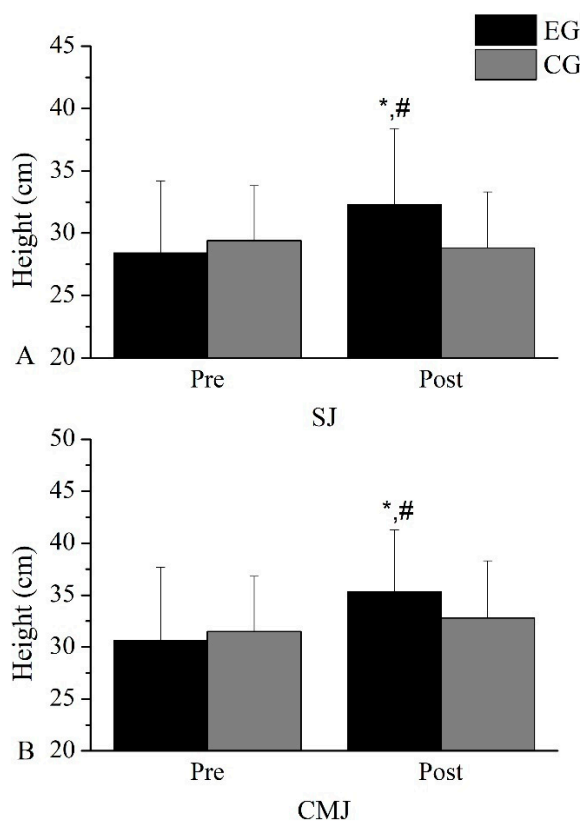 EG
CG
45
40
35
30
25
20
Height (cm)
*,#
A
Pre
Post
SJ
50
45
40
35
30
25
20
Height (cm)
*,#
B
Pre
Post
CMJ